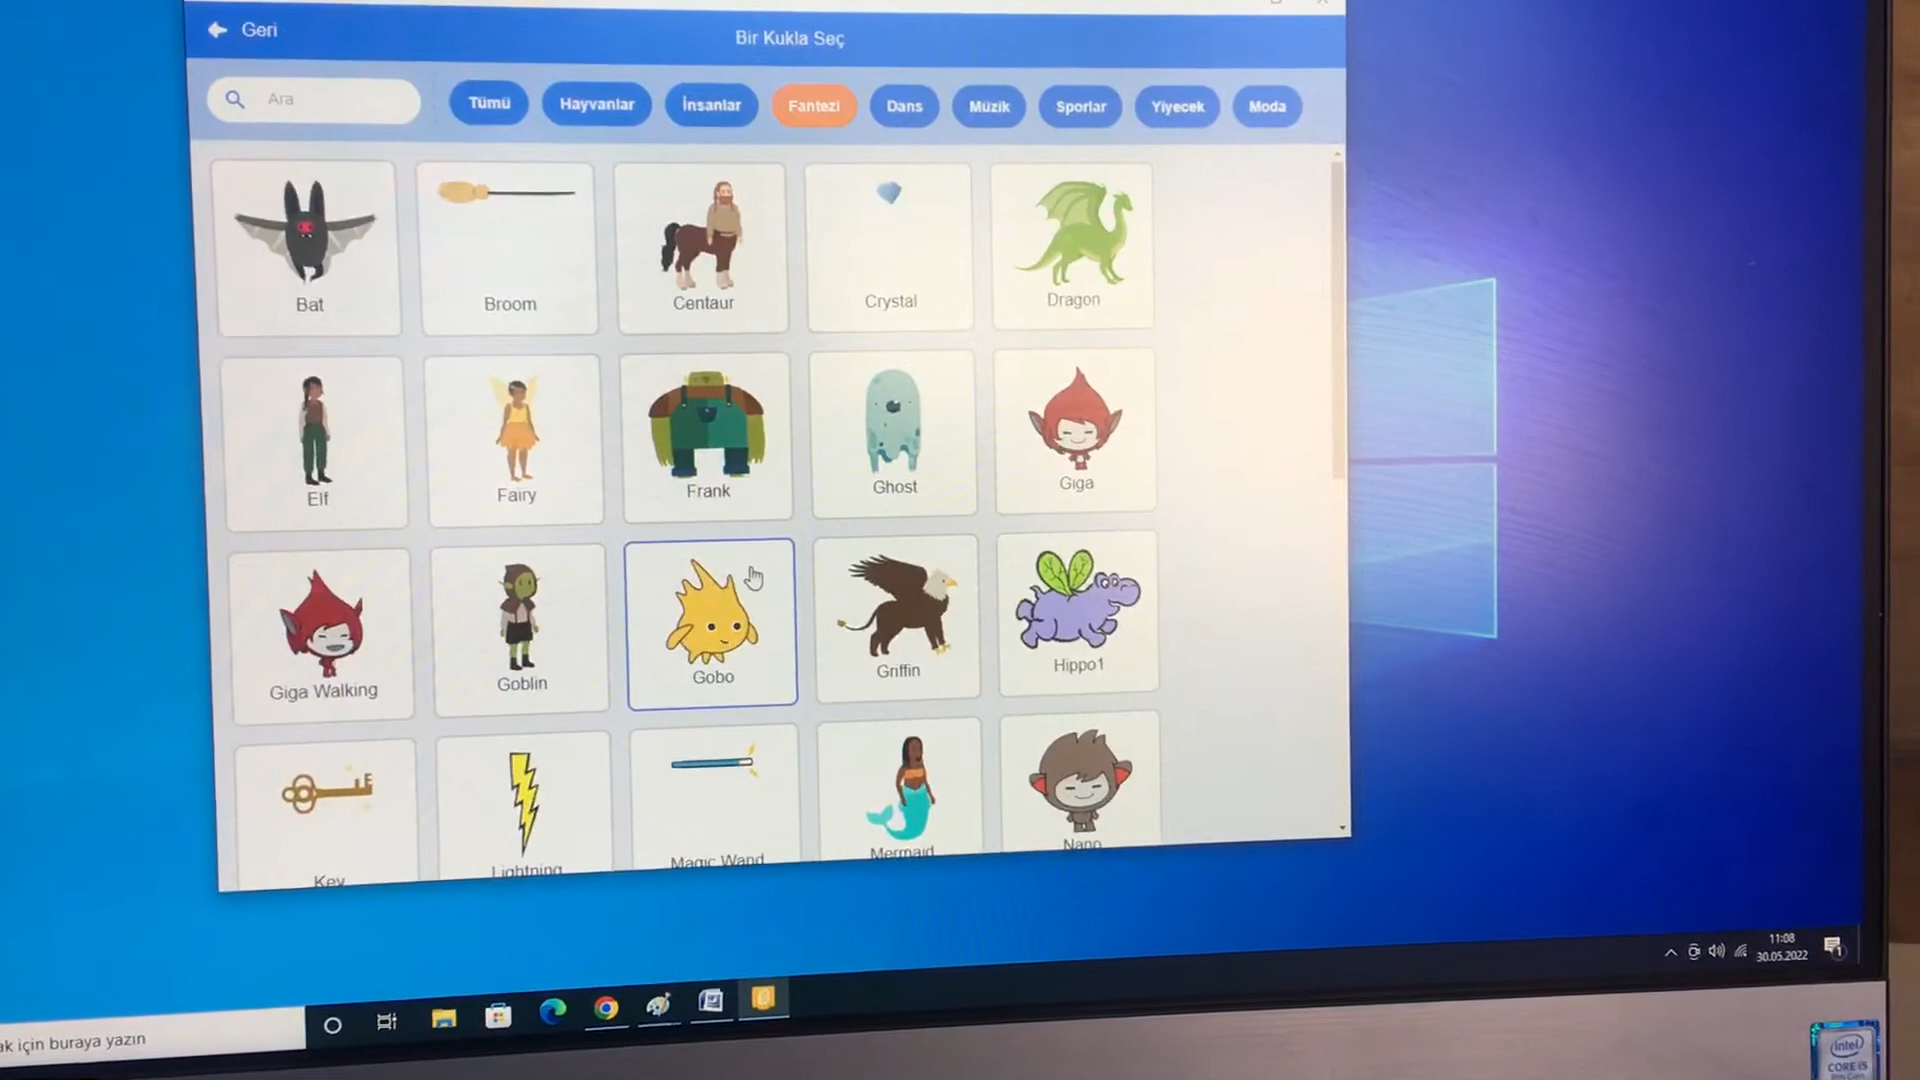 Geri
Bir Kukla Seç
Ara
Tümü
Hayvanlar
İnsanlar
Fantezi
Dans
Müzik
Sporlar
Yiyecek
Moda
Bat
Broom
Centaur
Crystal
Dragon
Elf
Fairy
Frank
Ghost
Giga
Giga Walking
Goblin
Gobo
Griffin
Hippo1
Key
Lightning
Magic Wand
Mermaid
Nano
11:08
30.05.2022
1
ak için buraya yazın
intel
CORE i5